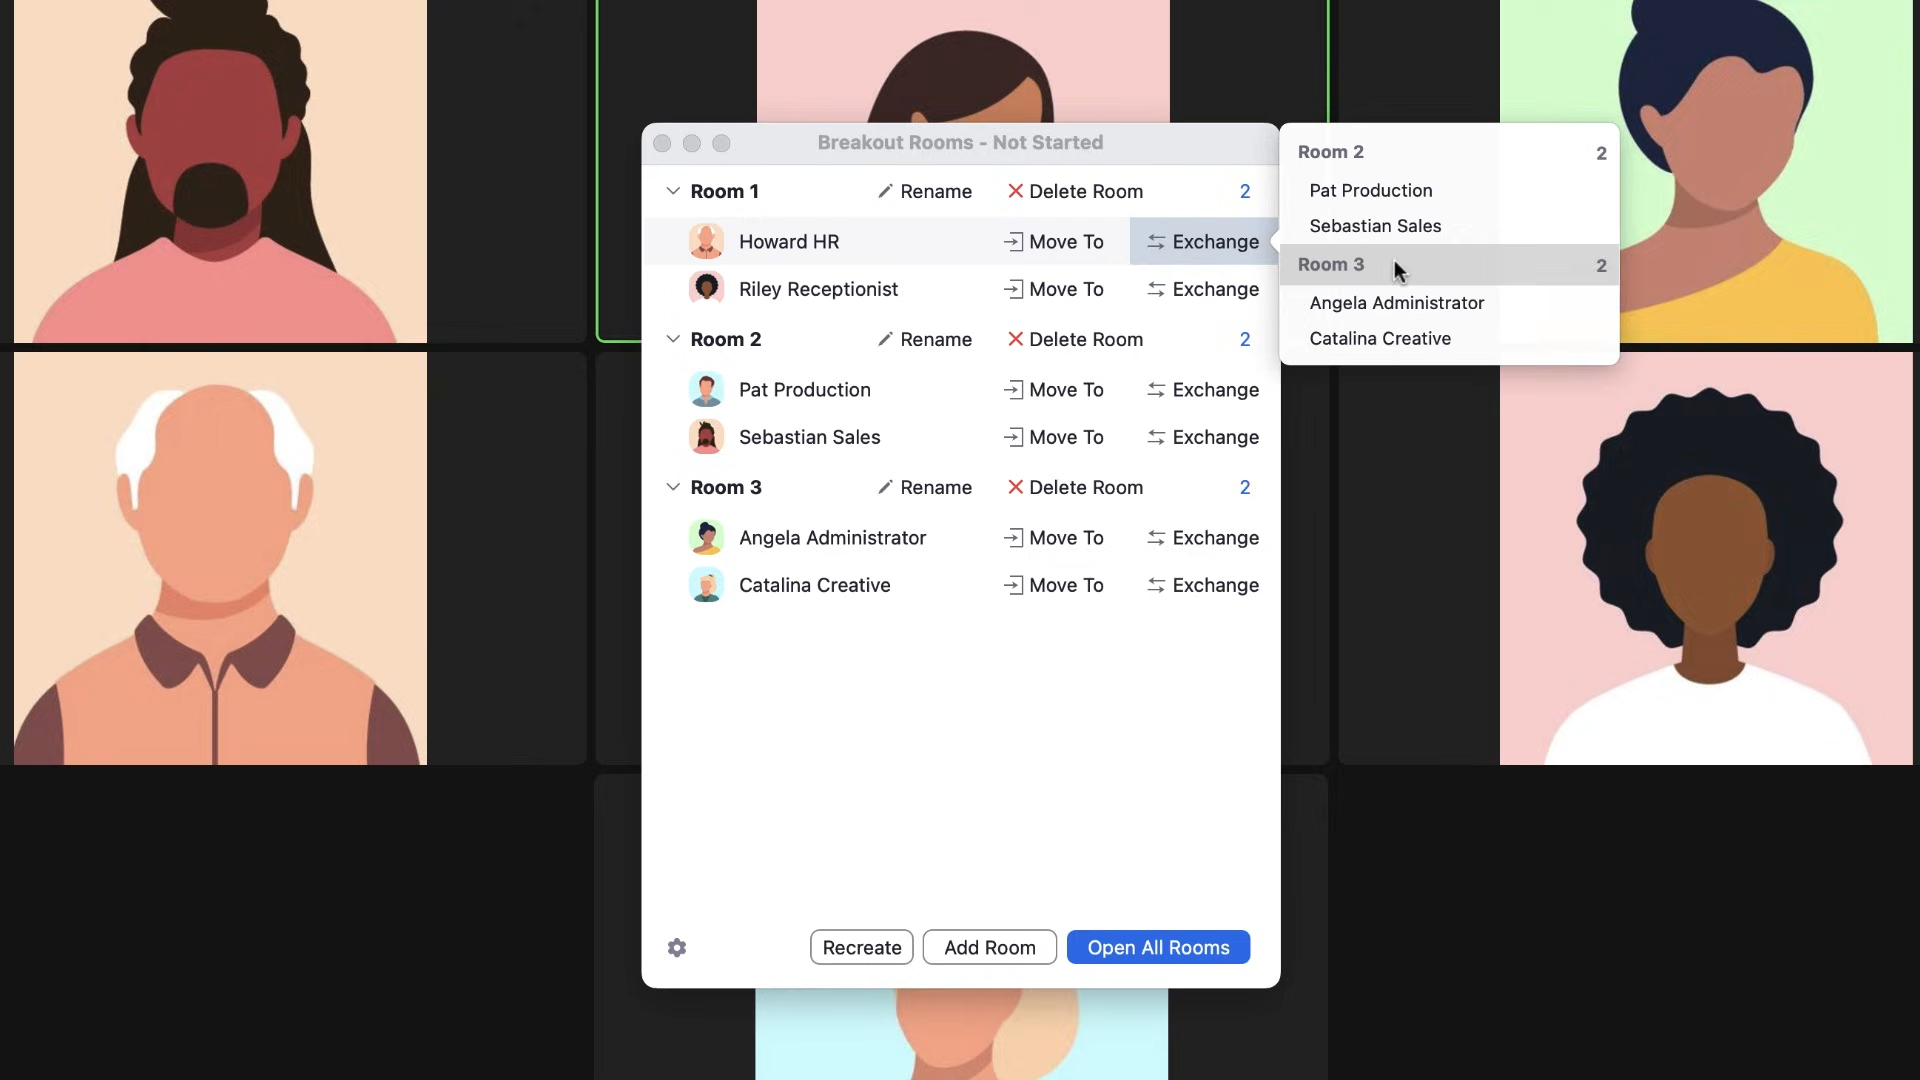 Breakout Rooms - Not Started
Room 1 Rename Delete Room 2
Howard HR Move To Exchange
Riley Receptionist Move To Exchange
Room 2 Rename Delete Room 2
Pat Production Move To Exchange
Sebastian Sales Move To Exchange
Room 3 Rename Delete Room 2
Angela Administrator Move To Exchange
Catalina Creative Move To Exchange
Recreate Add Room Open All Rooms
Room 2 2
Pat Production
Sebastian Sales
Room 3 2
Angela Administrator
Catalina Creative